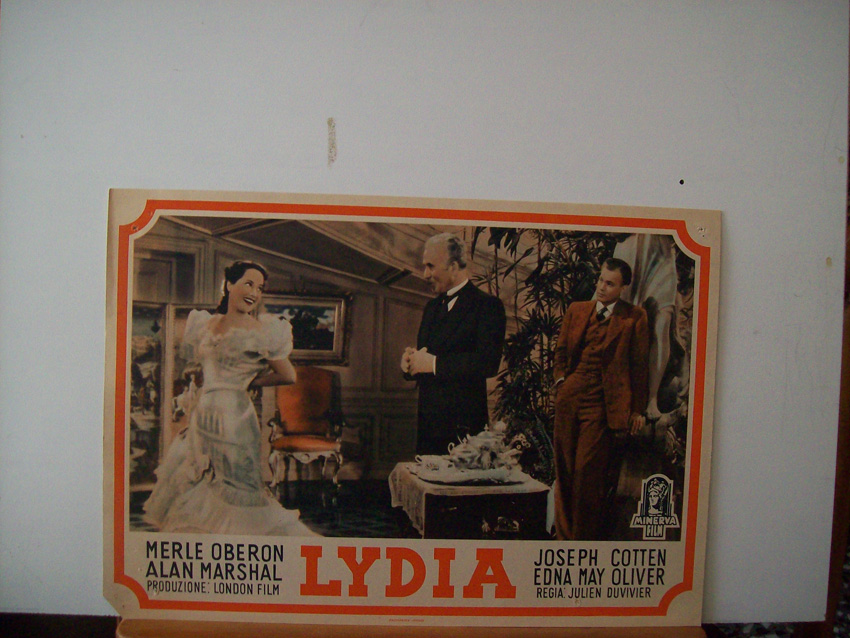 MINERVA
FILM
MERLE OBERON
ALAN MARSHAL
PRODUZIONE: LONDON FILM
LYDIA
JOSEPH COTTEN
EDNA MAY OLIVER
REGIA: JULIEN DUVIVIER